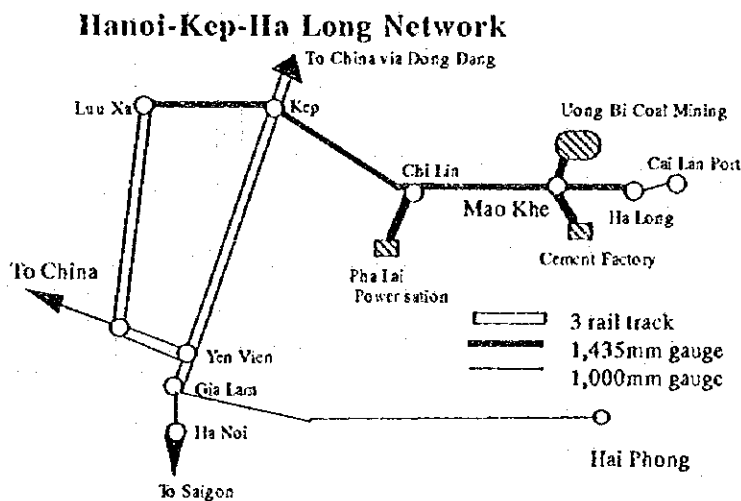 Hanoi-Kep-Ha Long Network
To China via Dong Dang
Luu Xa
Kep
Uong Bi Coal Mining
Chi Lin
Cai Lan Port
Mao Khe
Ha Long
Cement Factory
Pha Lai
Power sation
To China
3 rail track
Yen Vien
1,435mm gauge
1,000mm gauge
Gia Lam
Ha Noi
Hai Phong
To Saigon